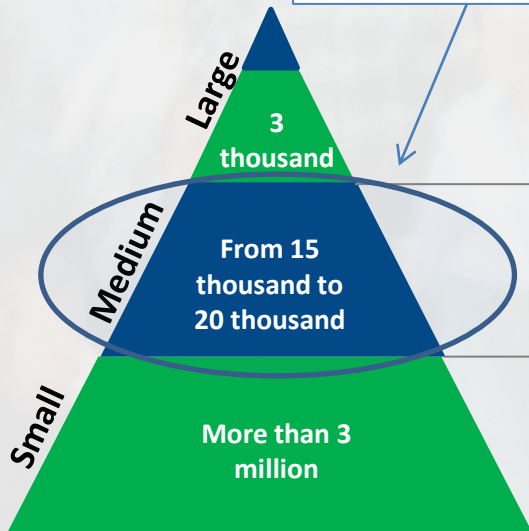 Large
3
thousand
Medium
From 15
thousand to
20 thousand
Small
More than 3
million